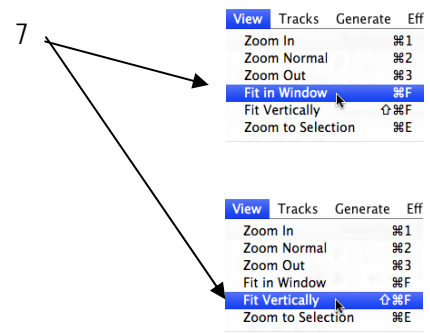 7
View Tracks Generate Eff
Zoom In ⌘1
Zoom Normal ⌘2
Zoom Out ⌘3
Fit in Window ⌘F
Fit Vertically ⇧⌘F
Zoom to Selection ⌘E
View Tracks Generate Eff
Zoom In ⌘1
Zoom Normal ⌘2
Zoom Out ⌘3
Fit in Window ⌘F
Fit Vertically ⇧⌘F
Zoom to Selection ⌘E